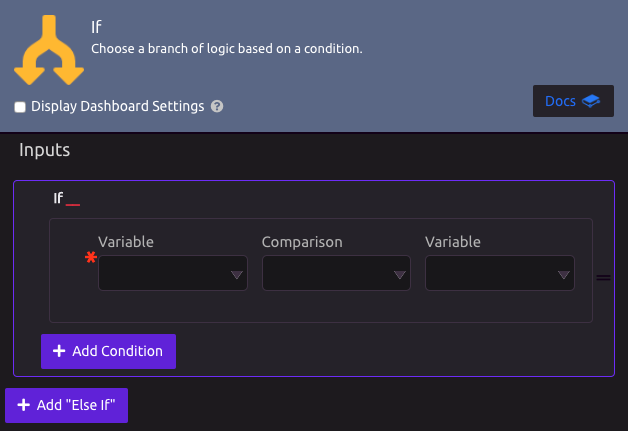 If
Choose a branch of logic based on a condition.
Display Dashboard Settings ?
Docs
Inputs
If
Variable Comparison Variable
*
+ Add Condition
+ Add "Else If"